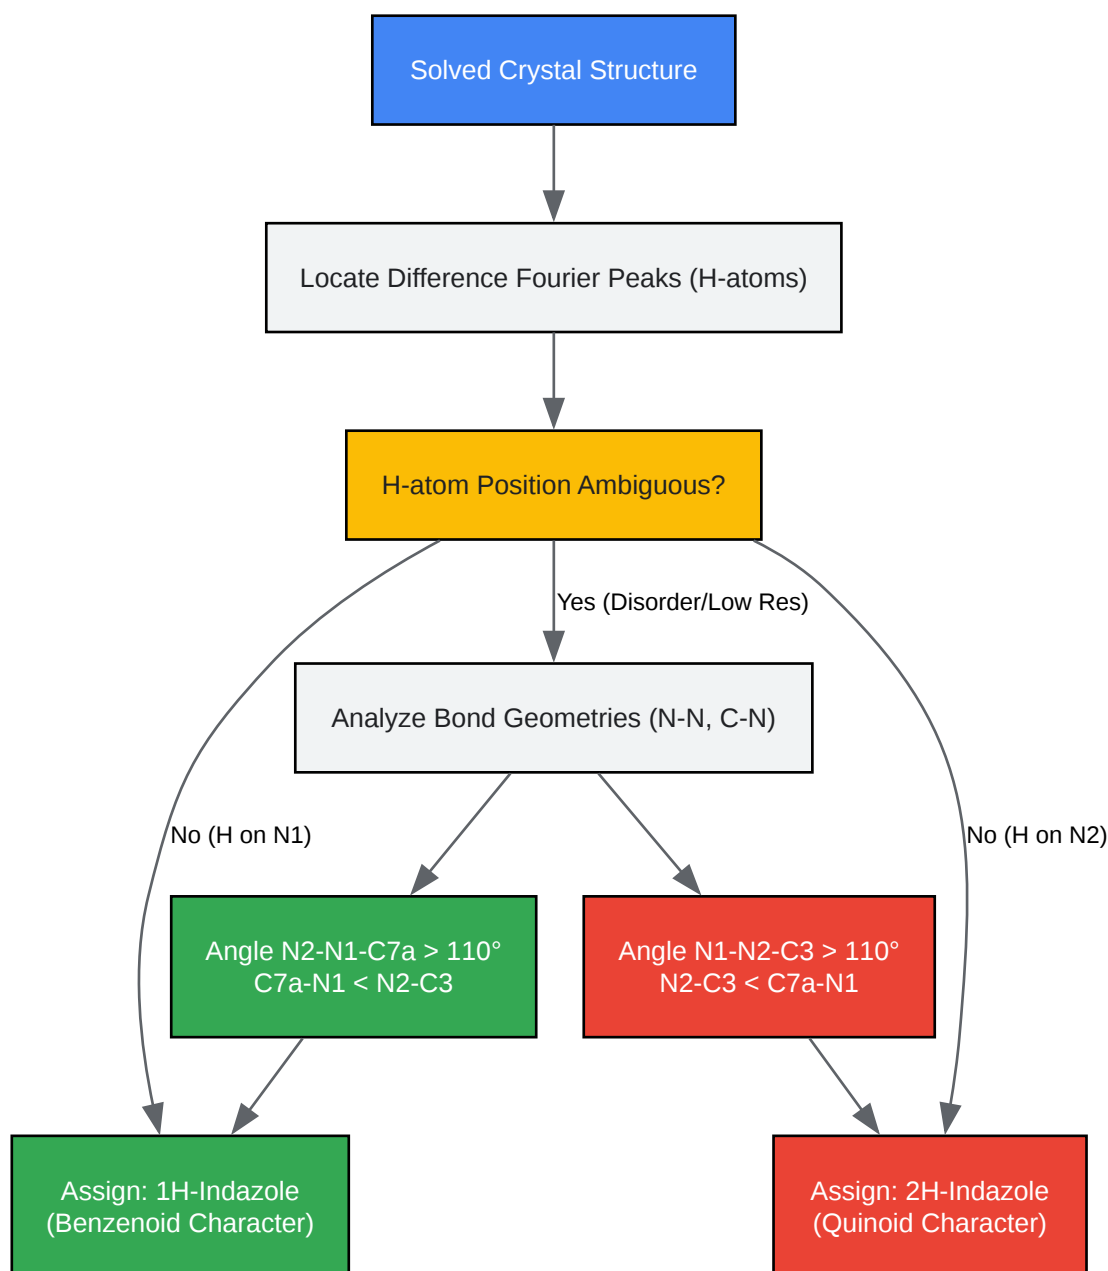 Solved Crystal Structure
Locate Difference Fourier Peaks (H-atoms)
H-atom Position Ambiguous?
Yes (Disorder/Low Res)
Analyze Bond Geometries (N-N, C-N)
No (H on N1)
No (H on N2)
Angle N2-N1-C7a > 110°
C7a-N1 < N2-C3
Angle N1-N2-C3 > 110°
N2-C3 < C7a-N1
Assign: 1H-Indazole
(Benzenoid Character)
Assign: 2H-Indazole
(Quinoid Character)